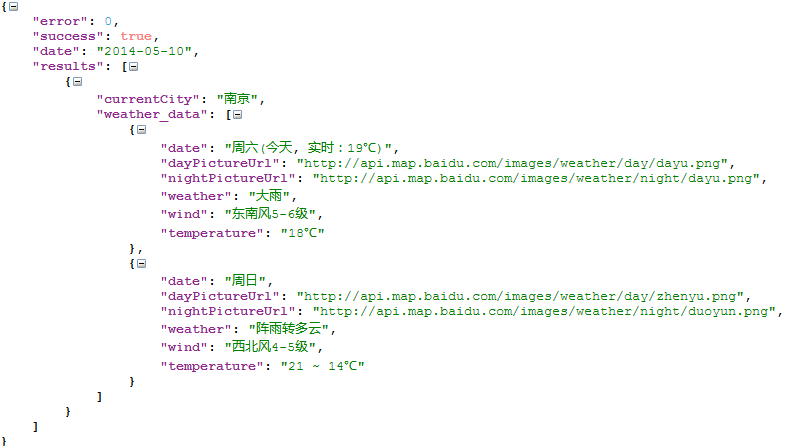 {
"error": 0,
"success": true,
"date": "2014-05-10",
"results": [
{
"currentCity": "南京",
"weather_data": [
{
"date": "周六(今天, 实时：19℃)",
"dayPictureUrl": "http://api.map.baidu.com/images/weather/day/dayu.png",
"nightPictureUrl": "http://api.map.baidu.com/images/weather/night/dayu.png",
"weather": "大雨",
"wind": "东南风5-6级",
"temperature": "18℃"
},
{
"date": "周日",
"dayPictureUrl": "http://api.map.baidu.com/images/weather/day/zhenyu.png",
"nightPictureUrl": "http://api.map.baidu.com/images/weather/night/duoyun.png",
"weather": "阵雨转多云",
"wind": "西北风4-5级",
"temperature": "21 ~ 14℃"
}
]
}
]
}